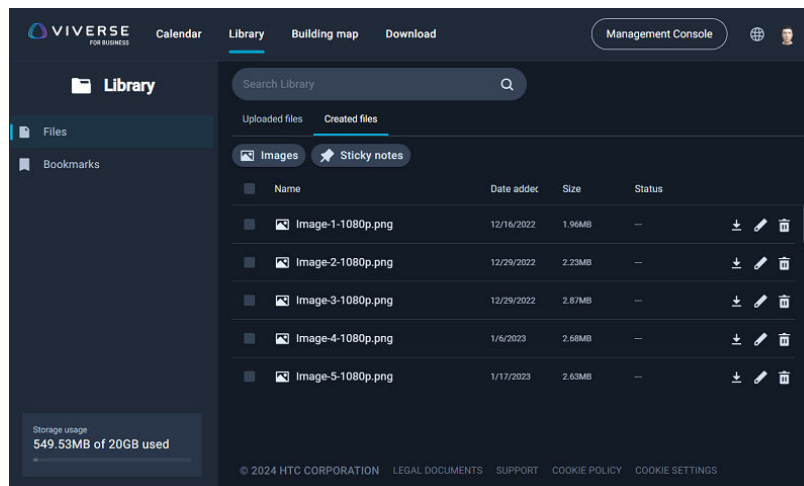 VIVERSE
FOR BUSINESS
Calendar
Library
Building map
Download
Management Console
Library
Files
Bookmarks
Storage usage
549.53MB of 20GB used
Search Library
Uploaded files
Created files
Images
Sticky notes
Name Date addec Size Status
Image-1-1080p.png 12/16/2022 1.96MB ---
Image-2-1080p.png 12/29/2022 2.23MB ---
Image-3-1080p.png 12/29/2022 2.87MB ---
Image-4-1080p.png 1/6/2023 2.68MB ---
Image-5-1080p.png 1/17/2023 2.63MB ---
© 2024 HTC CORPORATION LEGAL DOCUMENTS SUPPORT COOKIE POLICY COOKIE SETTINGS